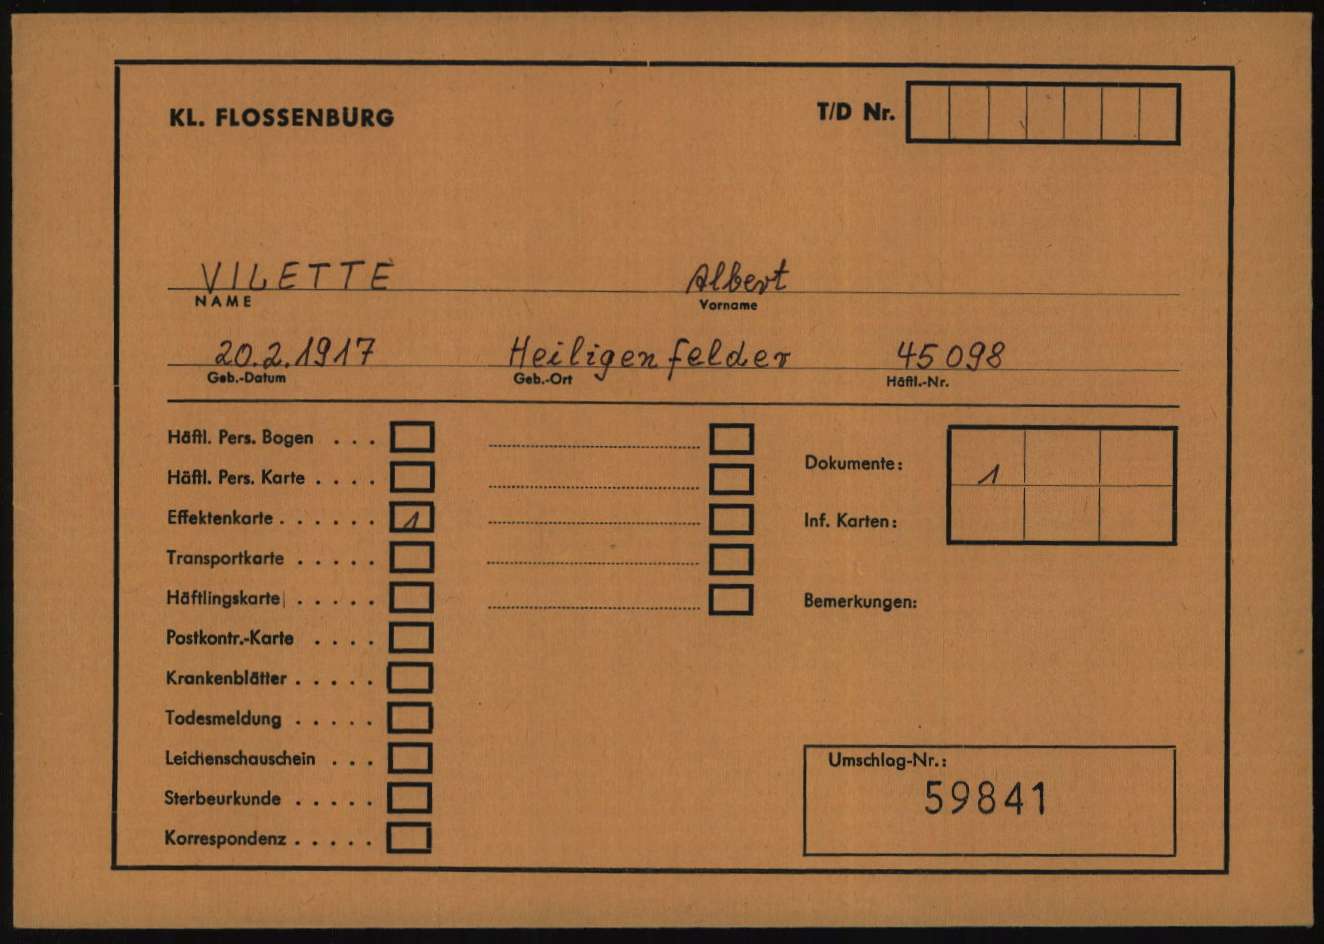 KL. FLOSSENBÜRG
T/D Nr.
VILETTE Albert
NAME Vorname
20.2.1917 Heiligenfelder 45098
Geb.-Datum Geb.-Ort Häftl.-Nr.
Häftl. Pers. Bogen . . .
Häftl. Pers. Karte . . . .
Effektenkarte . . . . . . 1
Transportkarte . . . . .
Häftlingskarte . . . . .
Postkontr.-Karte . . . .
Krankenblätter . . . . .
Todesmeldung . . . . .
Leichenschauschein . . .
Sterbeurkunde . . . . .
Korrespondenz . . . . .
Dokumente: 1
Inf. Karten:
Bemerkungen:
Umschlag-Nr.:
59841